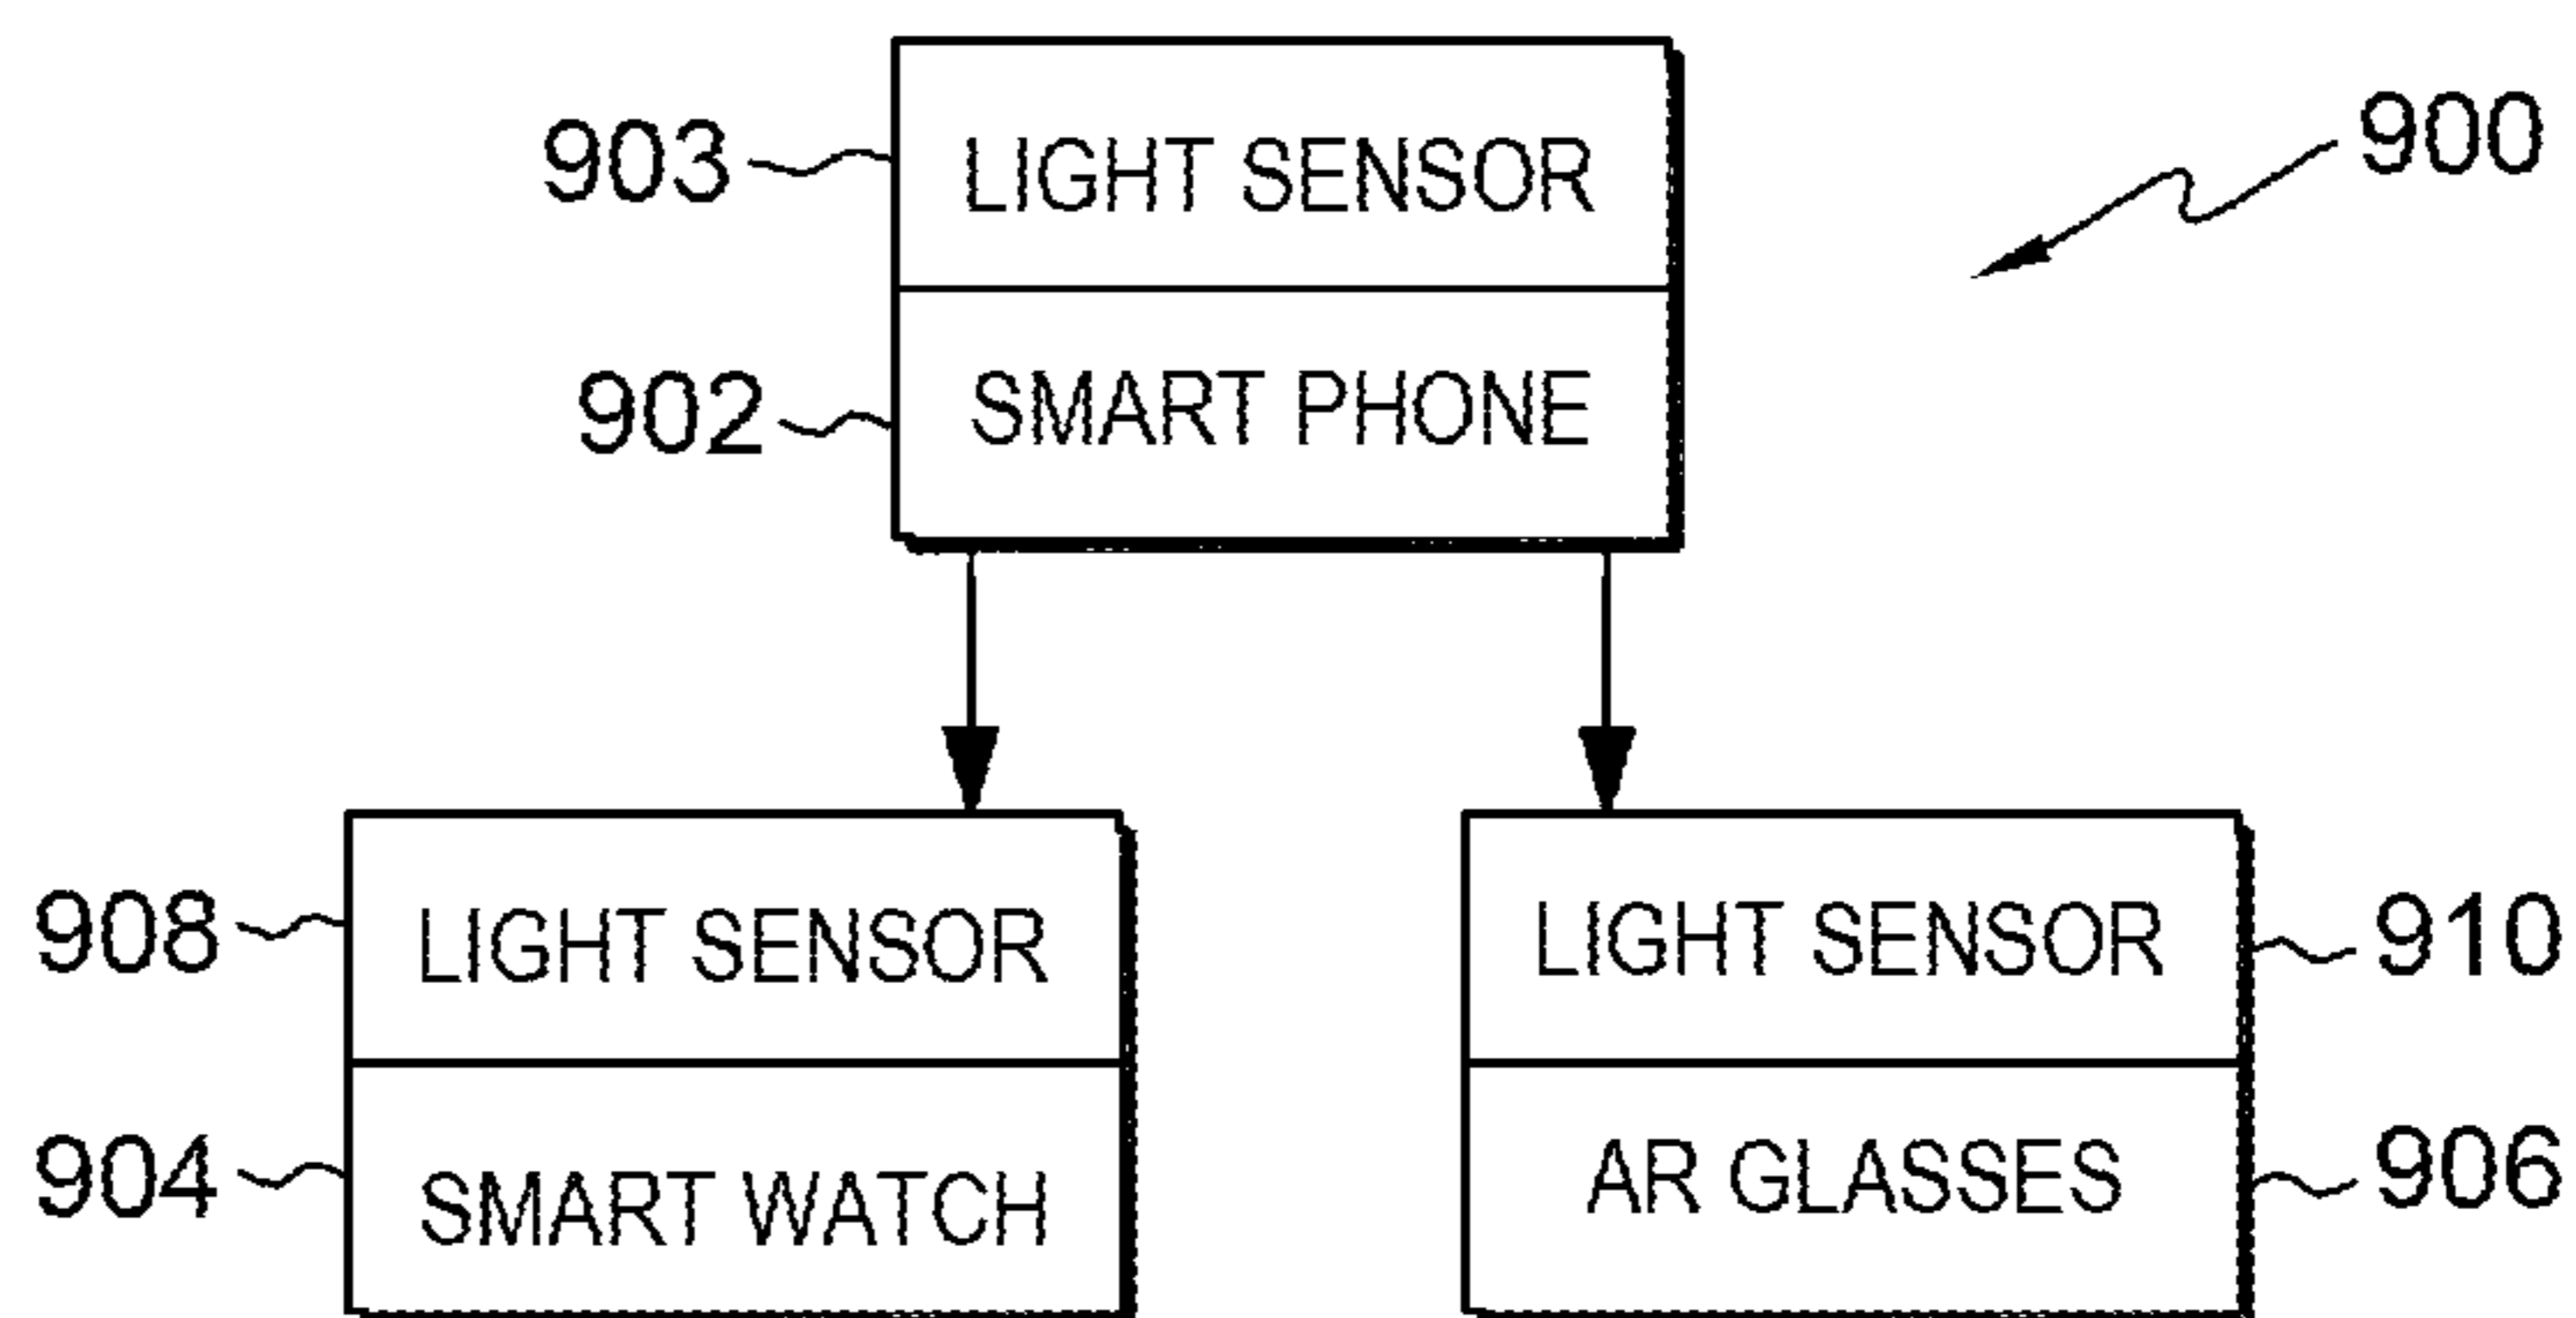 900
903 LIGHT SENSOR
902 SMART PHONE
908 LIGHT SENSOR
904 SMART WATCH
LIGHT SENSOR 910
AR GLASSES 906